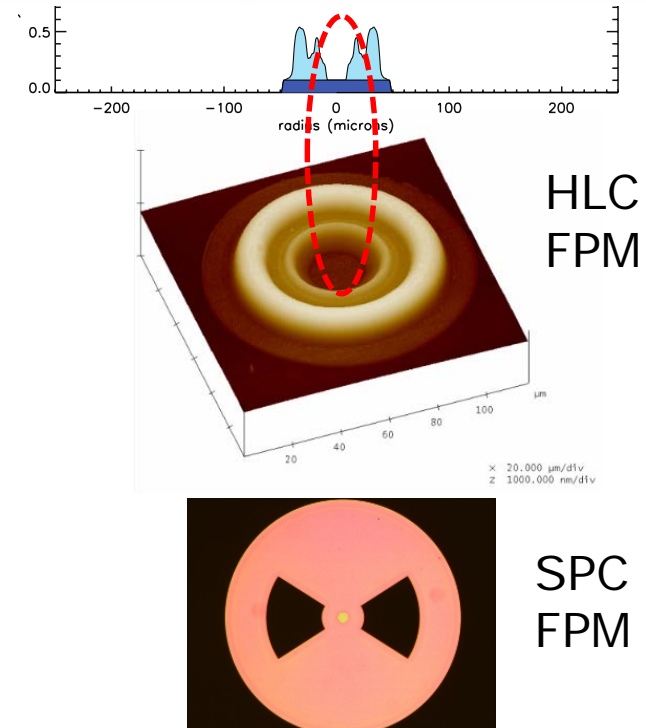 0.5
0.0
-200 -100 0 100 200
radius (microns)
HLC
FPM
μm
100
80
60
40
20
X 20.000 μm/div
Z 1000.000 nm/div
SPC
FPM